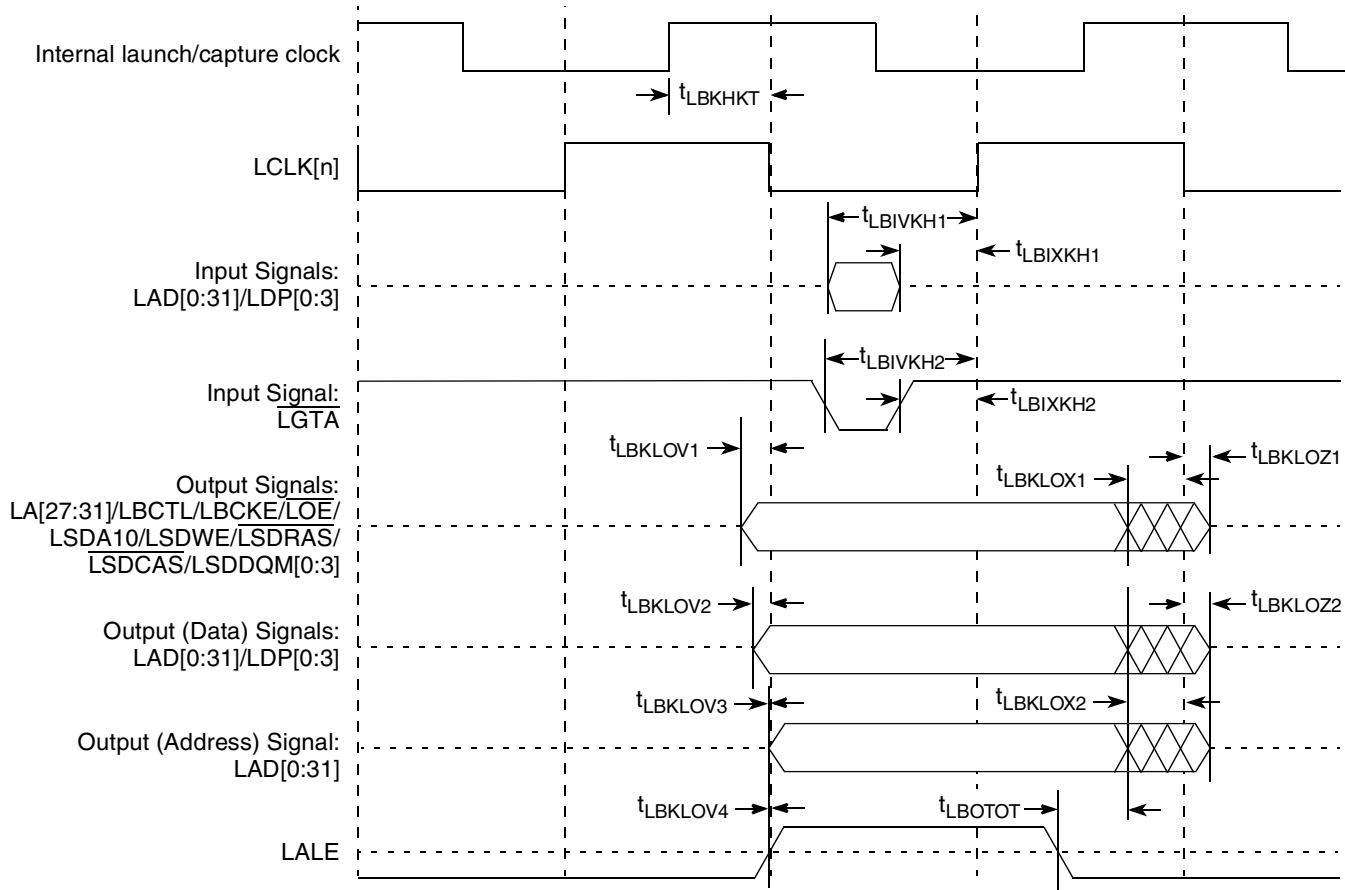 Internal launch/capture clock
tLBKHKT
LCLK[n]
tLBIVKH1
tLBIXKH1
Input Signals:
LAD[0:31]/LDP[0:3]
tLBIVKH2
Input Signal:
LGTA
tLBIXKH2
tLBKLOV1
tLBKLOZ1
tLBKLOX1
Output Signals:
LA[27:31]/LBCTL/LBCKE/LOE/
LSDA10/LSDWE/LSDRAS/
LSDCAS/LSDDQM[0:3]
tLBKLOV2
tLBKLOZ2
Output (Data) Signals:
LAD[0:31]/LDP[0:3]
tLBKLOV3
tLBKLOX2
Output (Address) Signal:
LAD[0:31]
tLBKLOV4
tLBOTOT
LALE